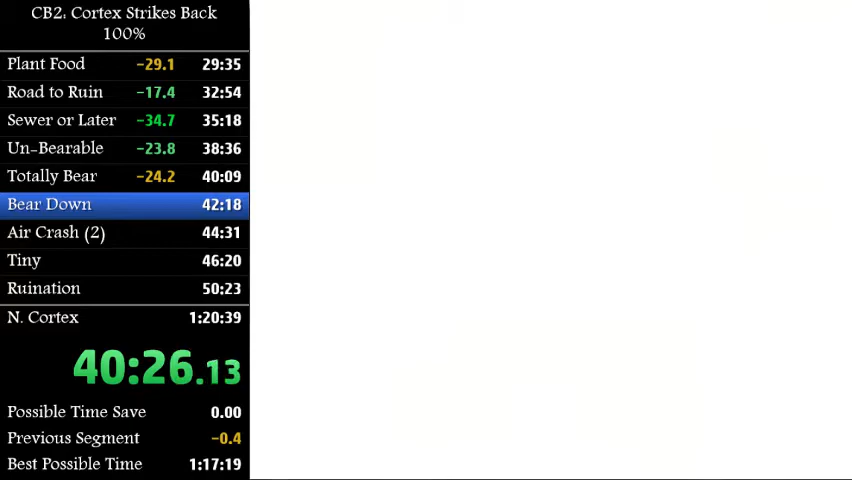 CB2: Cortex Strikes Back
100%
Plant Food -29.1 29:35
Road to Ruin -17.4 32:54
Sewer or Later -34.7 35:18
Un-Bearable -23.8 38:36
Totally Bear -24.2 40:09
Bear Down 42:18
Air Crash (2) 44:31
Tiny 46:20
Ruination 50:23
N. Cortex 1:20:39
40:26.13
Possible Time Save 0.00
Previous Segment -0.4
Best Possible Time 1:17:19